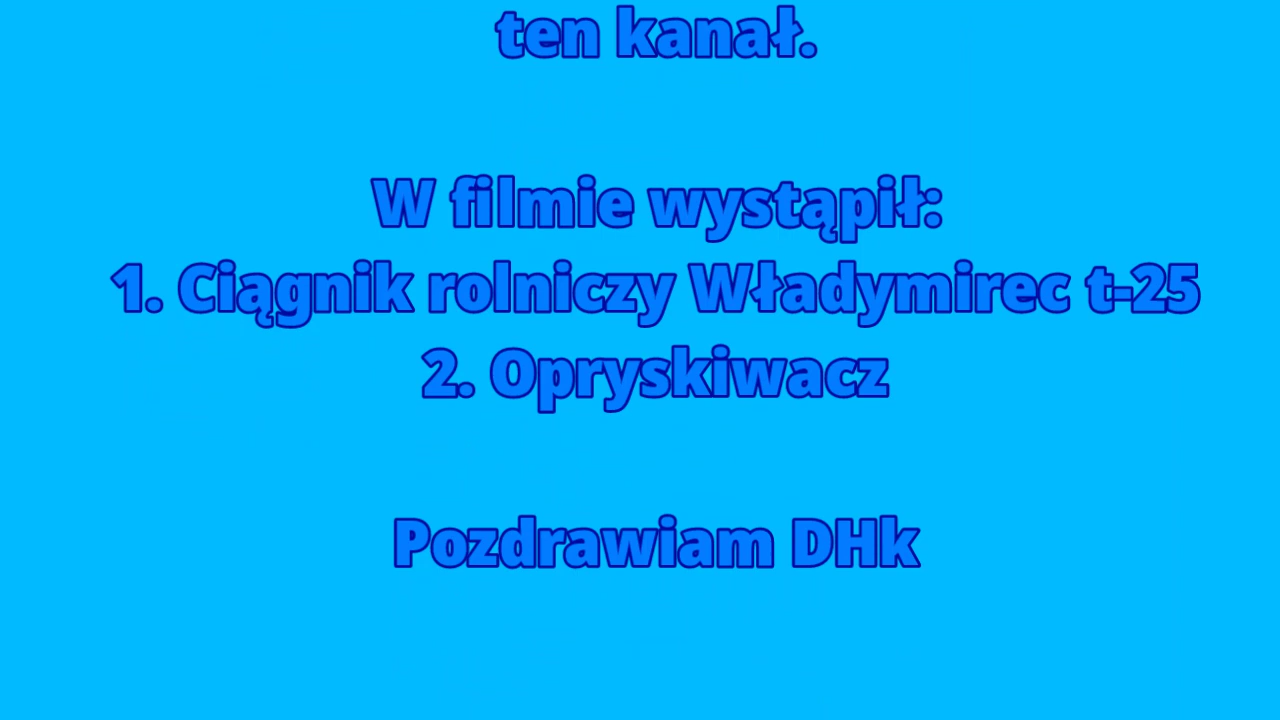 ten kanał.
W filmie wystąpił:
1. Ciągnik rolniczy Władymirec t-25
2. Opryskiwacz
Pozdrawiam DHk